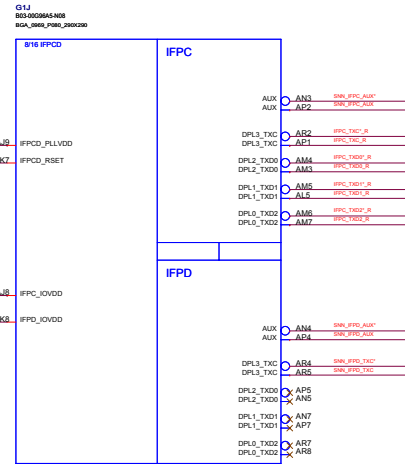 G1J
B03-00G98A5-N08
BGA_0969_P080_290X290
8/16 IFPCD
IFPC
AUX AN3 SNN_IFPC_AUX*
AUX AP2 SNN_IFPC_AUX
DPL3_TXC AR2 IFPC_TXC*_R
DPL3_TXC AP1 IFPC_TXC_R
J9 IFPCD_PLLVDD
K7 IFPCD_RSET
DPL2_TXD0 AM4 IFPC_TXD0*_R
DPL2_TXD0 AM3 IFPC_TXD0_R
DPL1_TXD1 AM5 IFPC_TXD1*_R
DPL1_TXD1 AL5 IFPC_TXD1_R
DPL0_TXD2 AM6 IFPC_TXD2*_R
DPL0_TXD2 AM7 IFPC_TXD2_R
IFPD
J8 IFPC_IOVDD
K8 IFPD_IOVDD
AUX AN4 SNN_IFPD_AUX*
AUX AP4 SNN_IFPD_AUX
DPL3_TXC AR4 SNN_IFPD_TXC*
DPL3_TXC AR5 SNN_IFPD_TXC
DPL2_TXD0 AP5
DPL2_TXD0 AN5
DPL1_TXD1 AN7
DPL1_TXD1 AP7
DPL0_TXD2 AR7
DPL0_TXD2 AR8